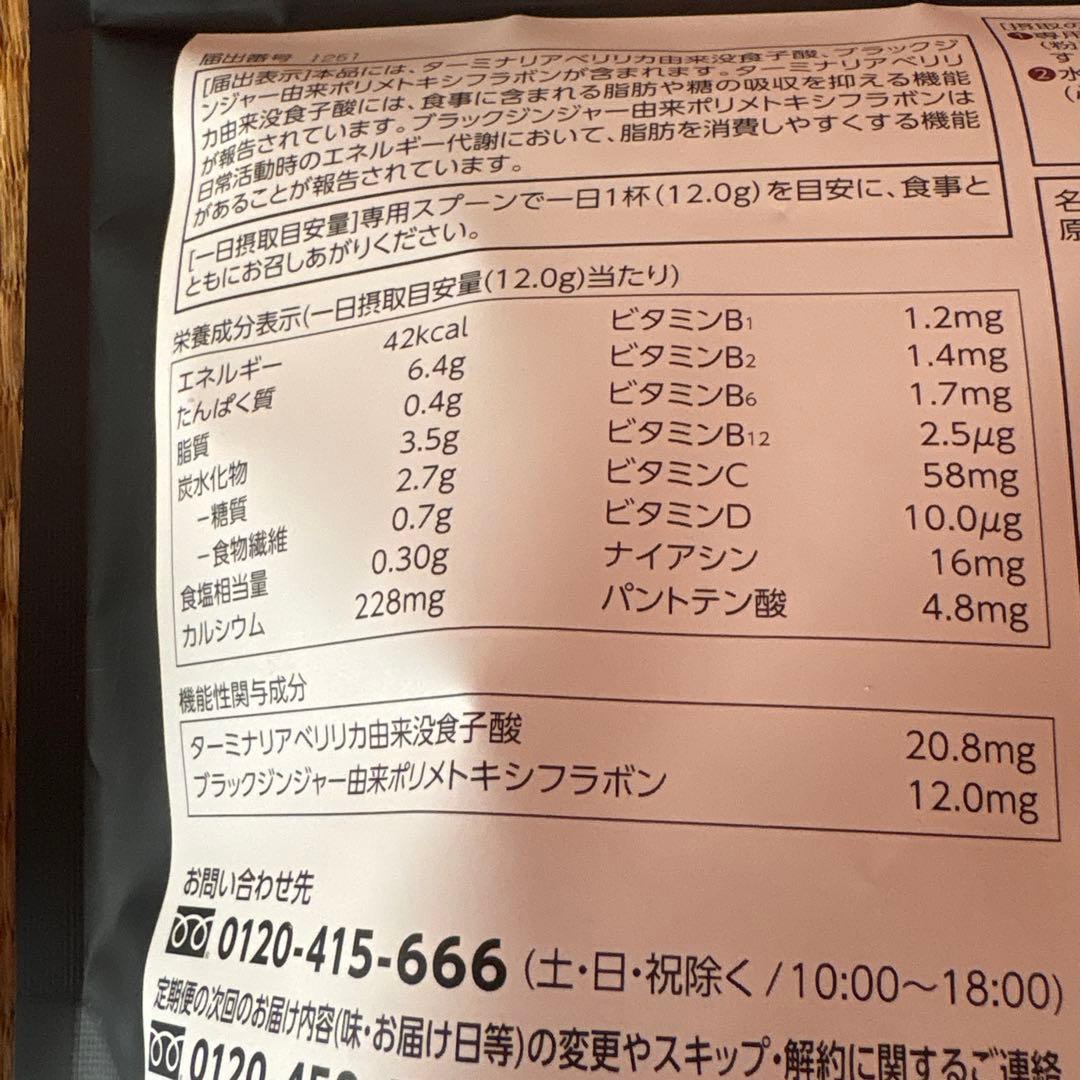 届出番号 I251
[届出表示]本品には、ターミナリアベリリカ由来没食子酸、ブラックジ
ンジャー由来ポリメトキシフラボンが含まれます。ターミナリアベリリ
カ由来没食子酸には、食事に含まれる脂肪や糖の吸収を抑える機能
が報告されています。ブラックジンジャー由来ポリメトキシフラボンは
日常活動時のエネルギー代謝において、脂肪を消費しやすくする機能
があることが報告されています。
[一日摂取目安量]専用スプーンで一日1杯(12.0g)を目安に、食事と
ともにお召しあがりください。
栄養成分表示(一日摂取目安量(12.0g)当たり)
エネルギー 42kcal
たんぱく質 6.4g
脂質 0.4g
炭水化物 3.5g
−糖質 2.7g
−食物繊維 0.7g
食塩相当量 0.30g
カルシウム 228mg
ビタミンB1 1.2mg
ビタミンB2 1.4mg
ビタミンB6 1.7mg
ビタミンB12 2.5μg
ビタミンC 58mg
ビタミンD 10.0μg
ナイアシン 16mg
パントテン酸 4.8mg
機能性関与成分
ターミナリアベリリカ由来没食子酸 20.8mg
ブラックジンジャー由来ポリメトキシフラボン 12.0mg
お問い合わせ先
0120-415-666 (土・日・祝除く/10:00〜18:00)
定期便の次回のお届け内容(味・お届け日等)の変更やスキップ・解約に関するご連絡
0120
[摂取の
❶専用
(粉
す
❷水
名
原